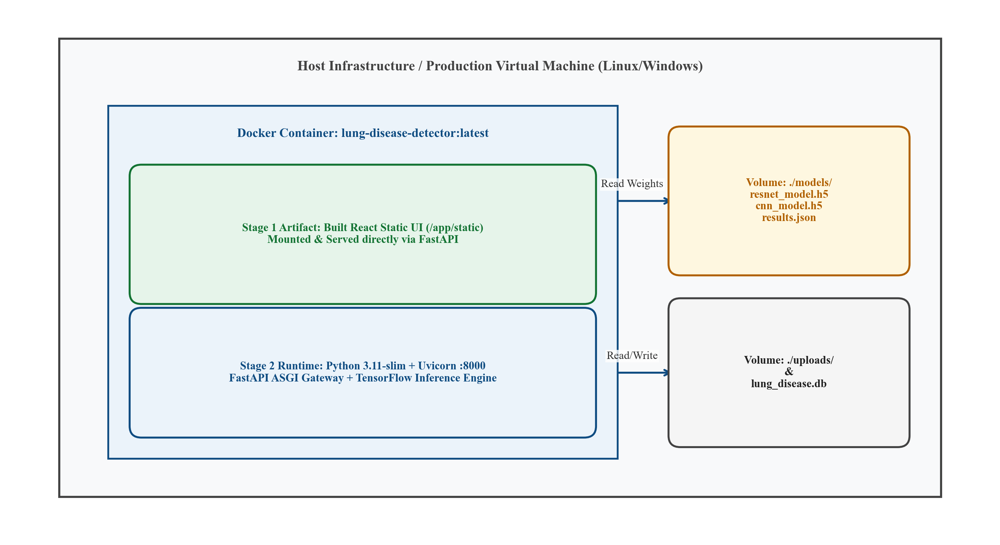 Host Infrastructure / Production Virtual Machine (Linux/Windows)
Docker Container: lung-disease-detector:latest
Stage 1 Artifact: Built React Static UI (/app/static)
Mounted & Served directly via FastAPI
Stage 2 Runtime: Python 3.11-slim + Uvicorn :8000
FastAPI ASGI Gateway + TensorFlow Inference Engine
Read Weights
Volume: ./models/
resnet_model.h5
cnn_model.h5
results.json
Read/Write
Volume: ./uploads/
&
lung_disease.db